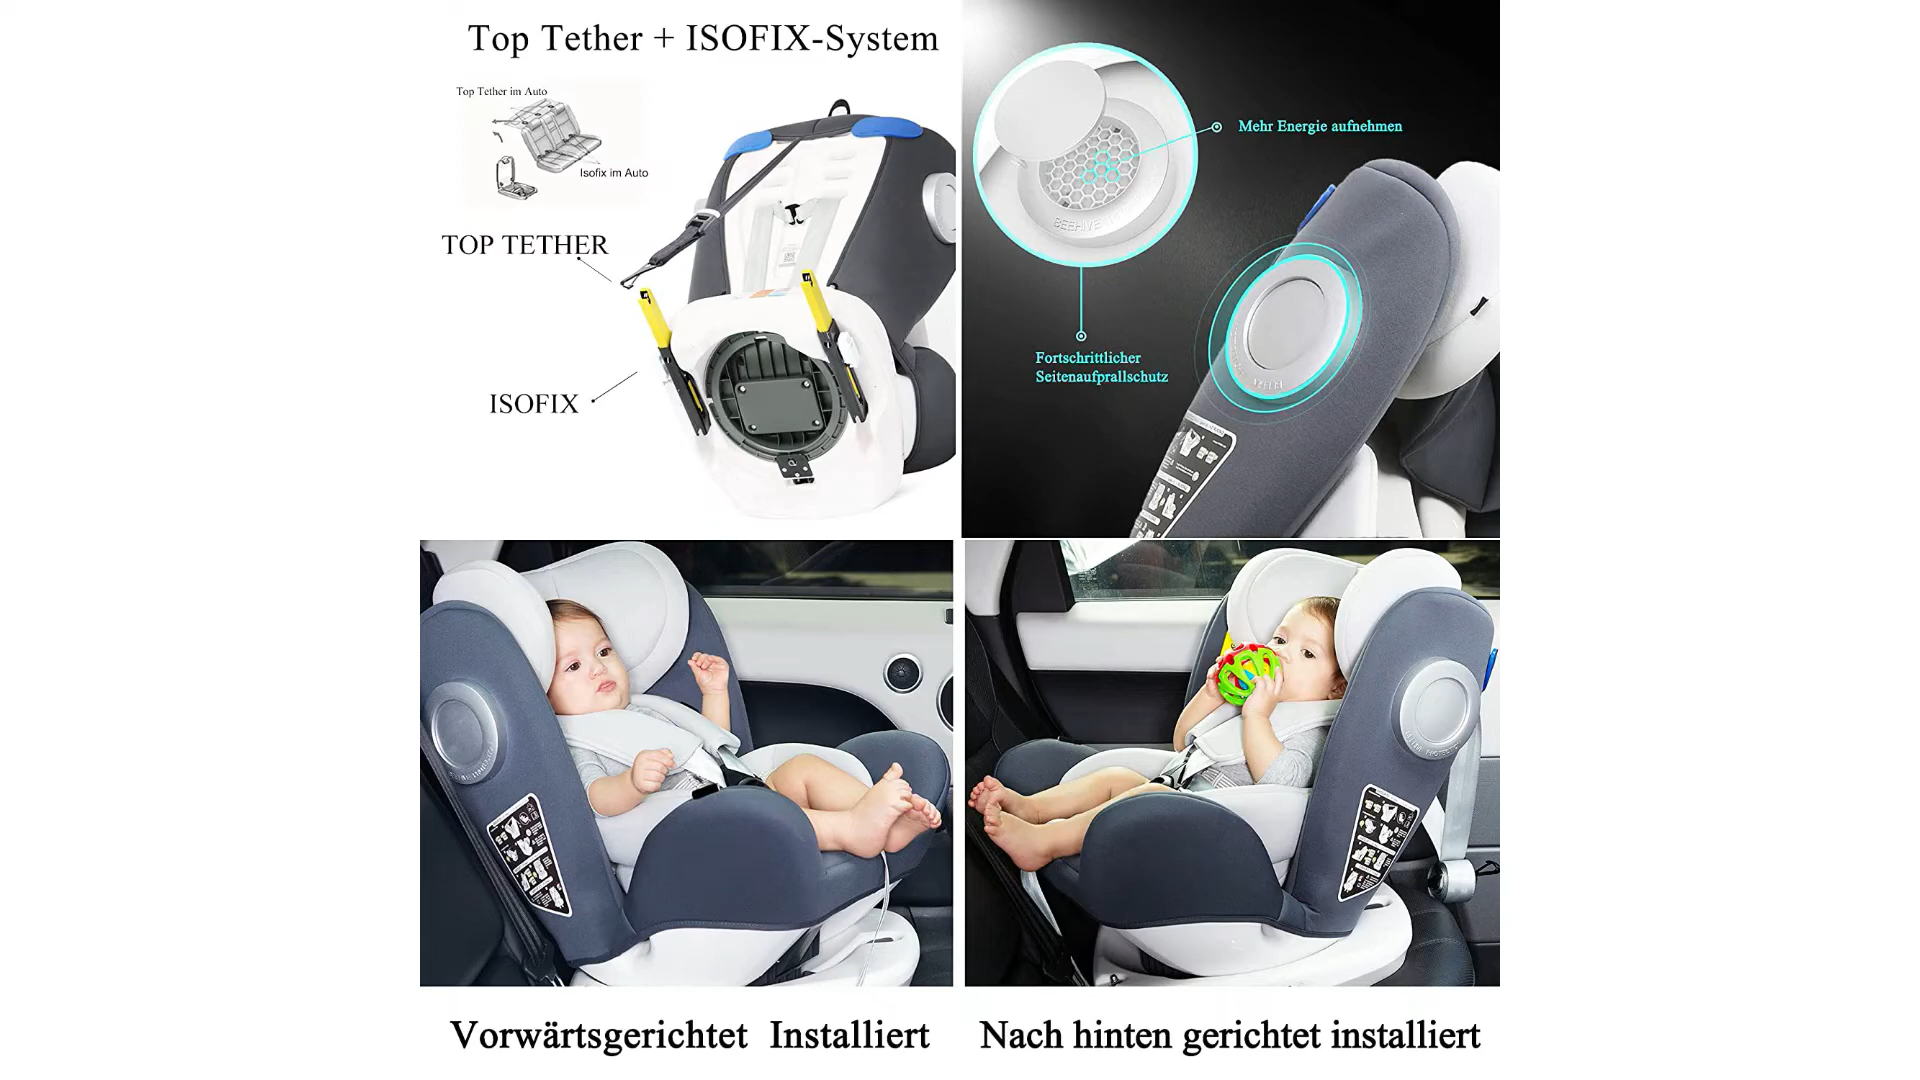 Top Tether + ISOFIX-System
Top Tether im Auto
Isofix im Auto
TOP TETHER
ISOFIX
Mehr Energie aufnehmen
BEEHIVE
Fortschrittlicher
Seitenaufprallschutz
Vorwärtsgerichtet Installiert
Nach hinten gerichtet installiert